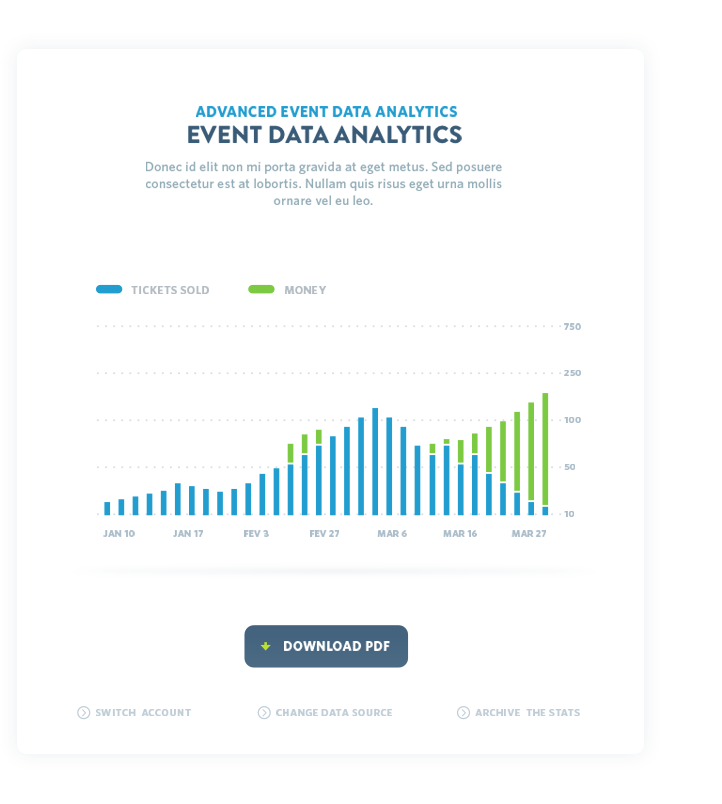 ADVANCED EVENT DATA ANALYTICS
EVENT DATA ANALYTICS
Donec id elit non mi porta gravida at eget metus. Sed posuere
consectetur est at lobortis. Nullam quis risus eget urna mollis
ornare vel eu leo.
TICKETS SOLD MONEY
750
250
100
50
10
JAN 10 JAN 17 FEV 3 FEV 27 MAR 6 MAR 16 MAR 27
DOWNLOAD PDF
SWITCH ACCOUNT CHANGE DATA SOURCE ARCHIVE THE STATS